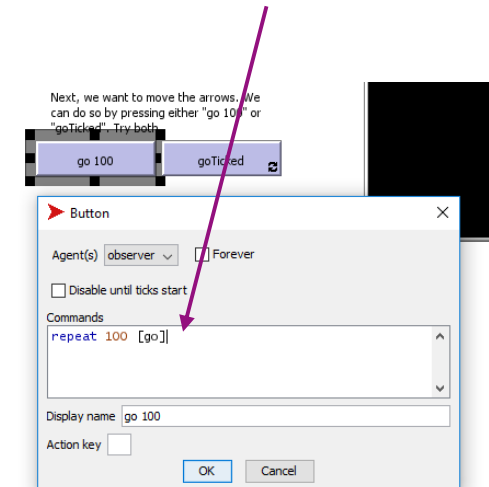 Next, we want to move the arrows. We
can do so by pressing either "go 100" or
"goTicked". Try both
go 100
goTicked
Button
Agent(s) observer Forever
Disable until ticks start
Commands
repeat 100 [go]
Display name go 100
Action key
OK Cancel